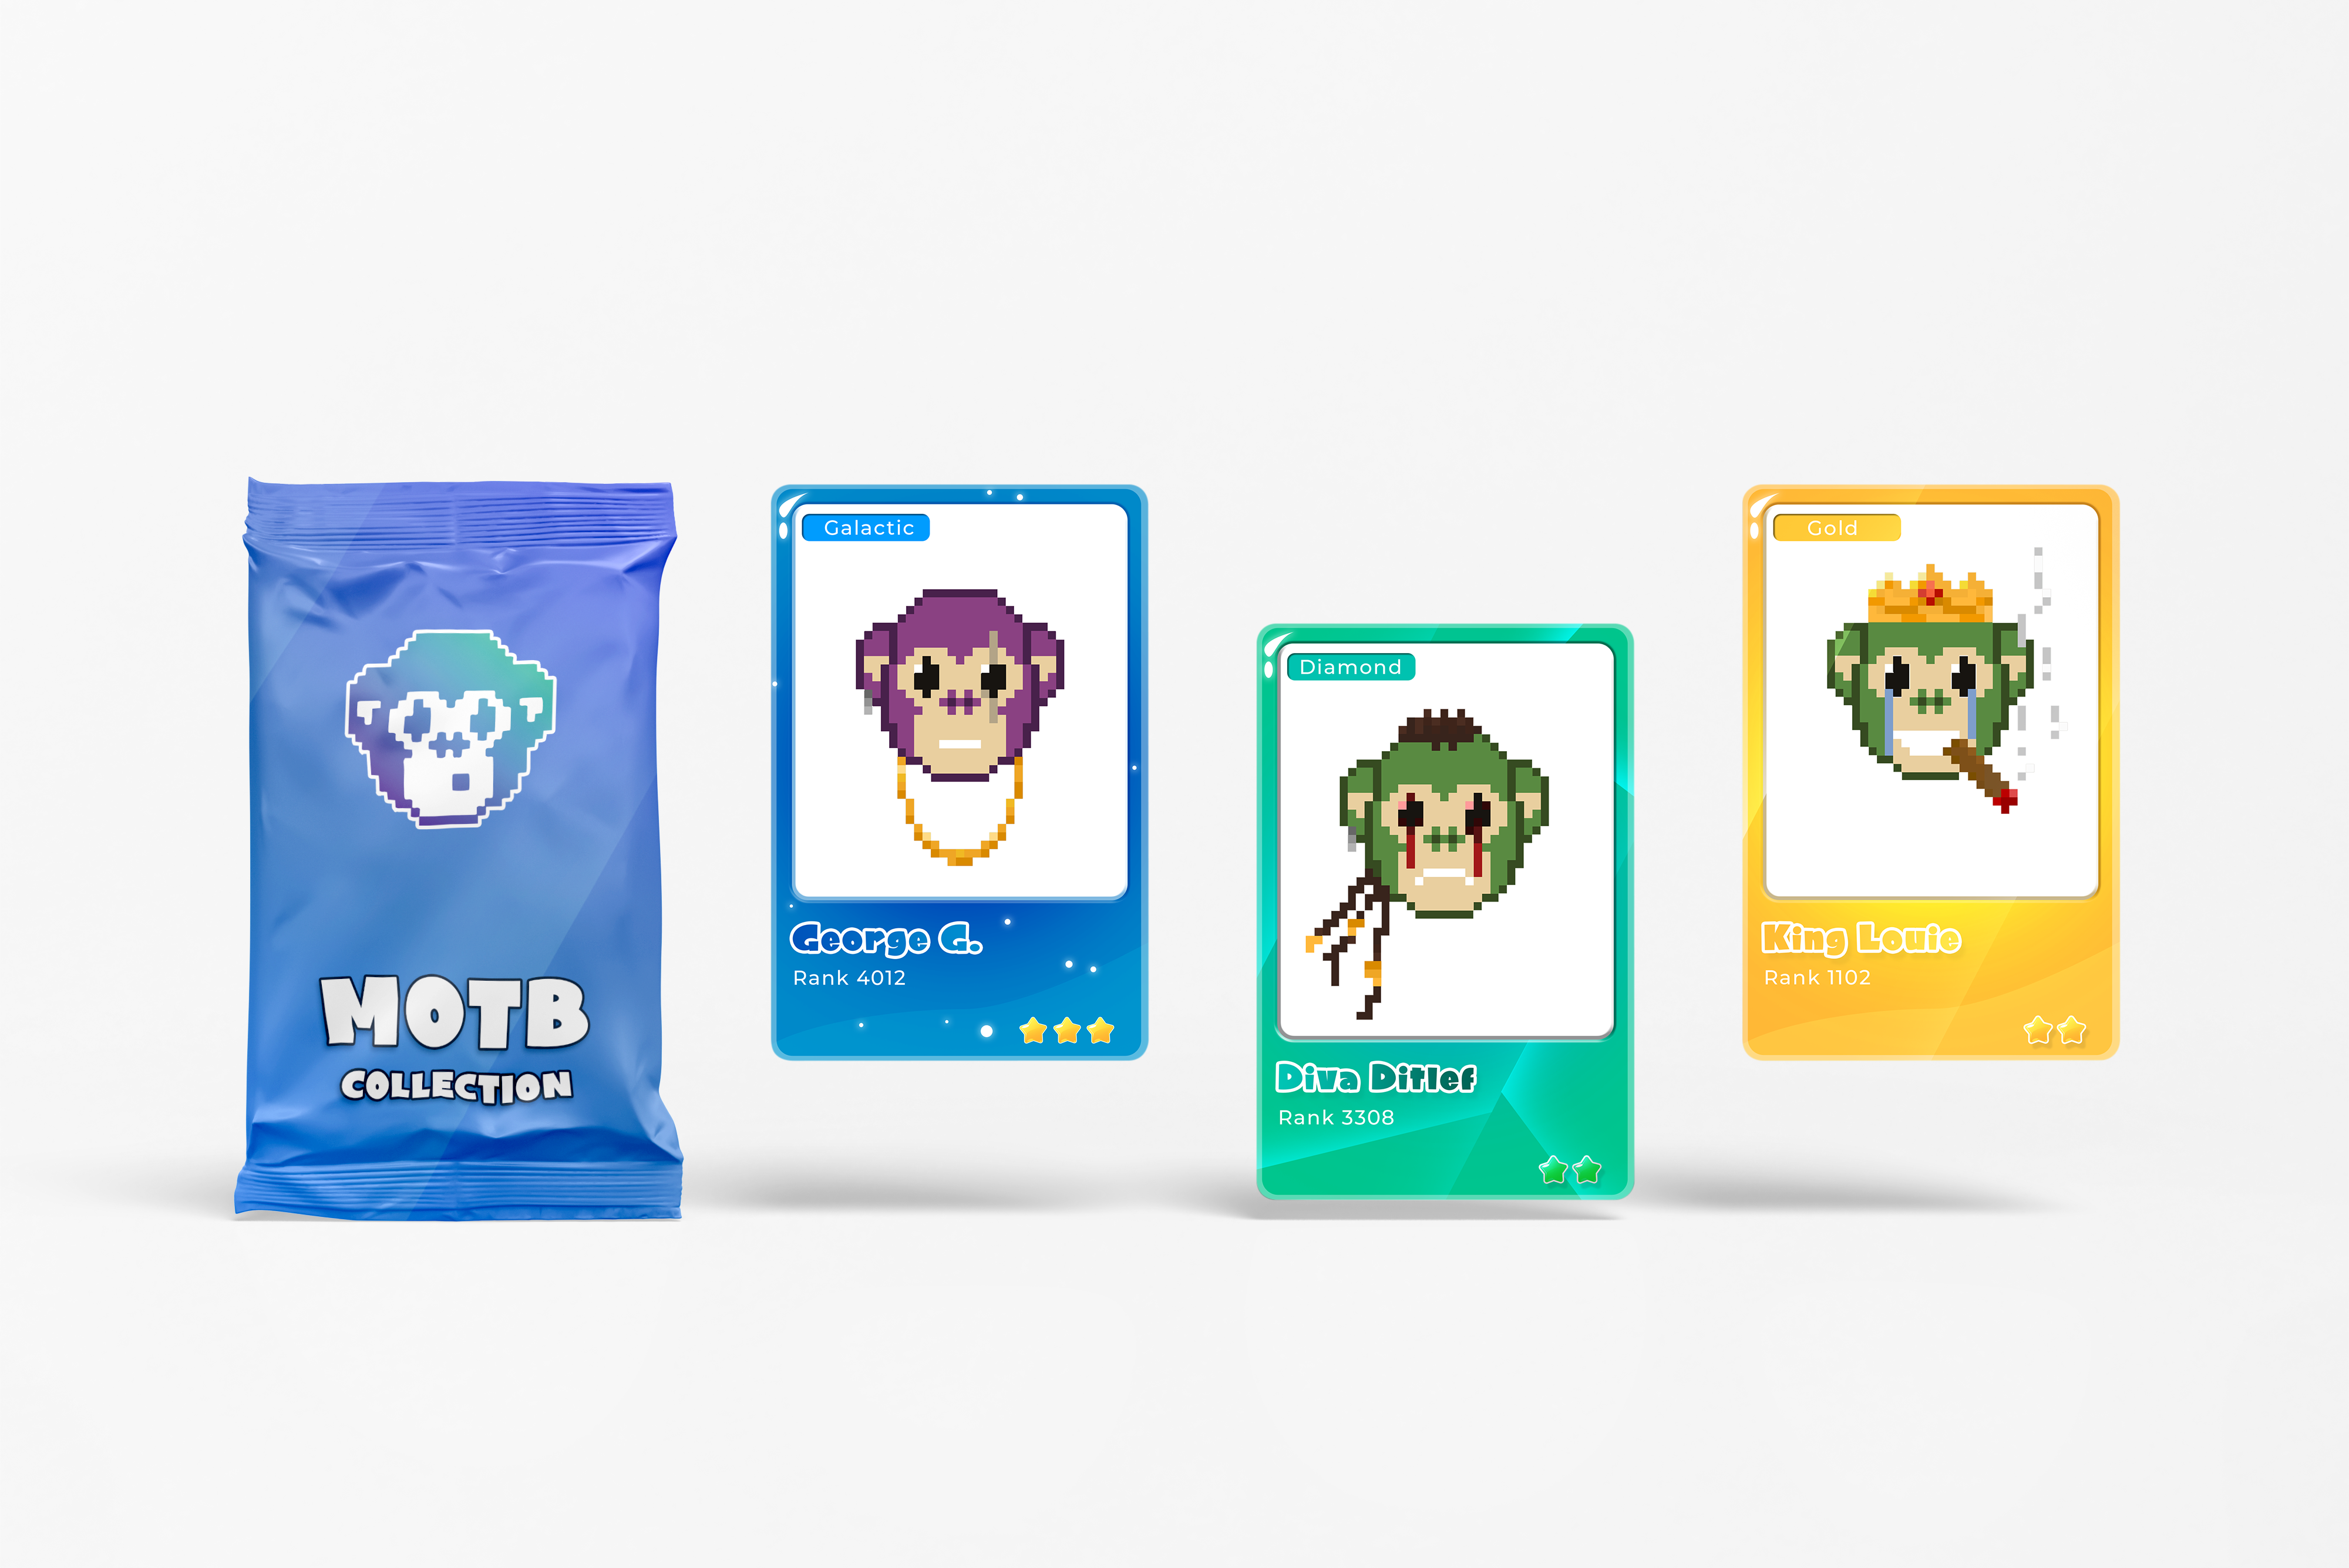 MOTB
COLLECTION
Galactic
George G.
Rank 4012
Diamond
Diva Ditlef
Rank 3308
Gold
King Louie
Rank 1102